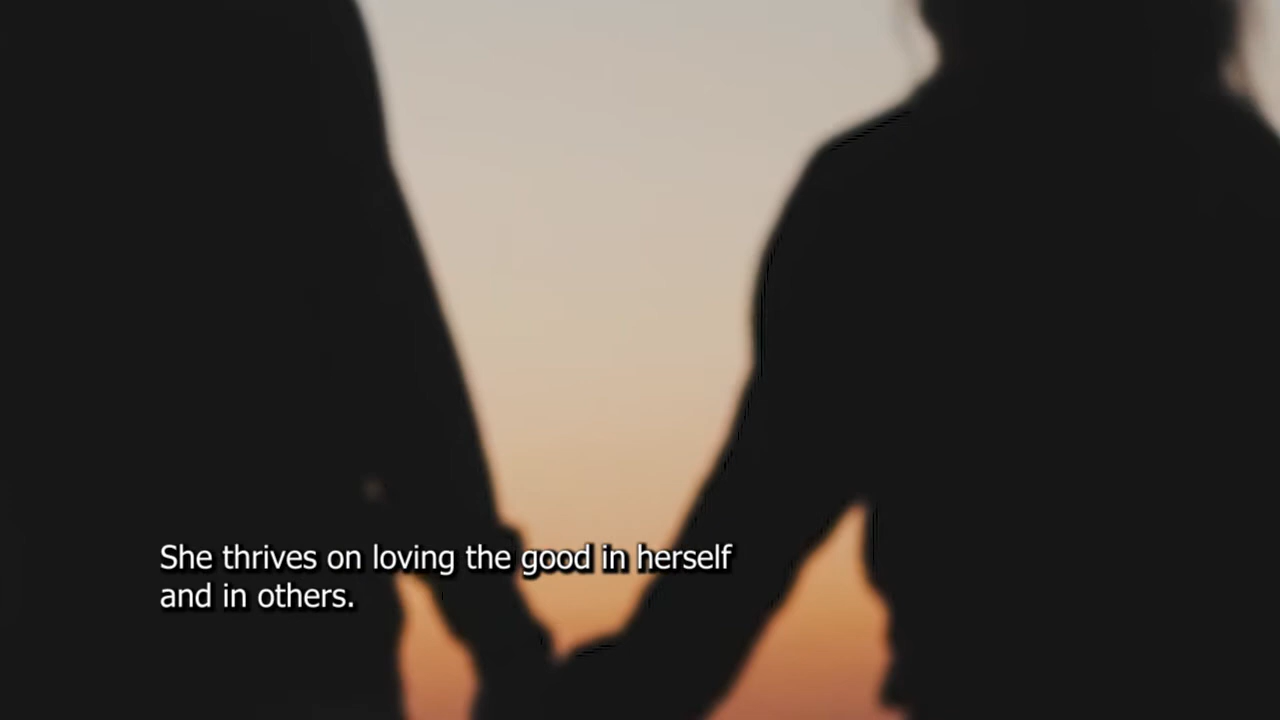 She thrives on loving the good in herself
and in others.